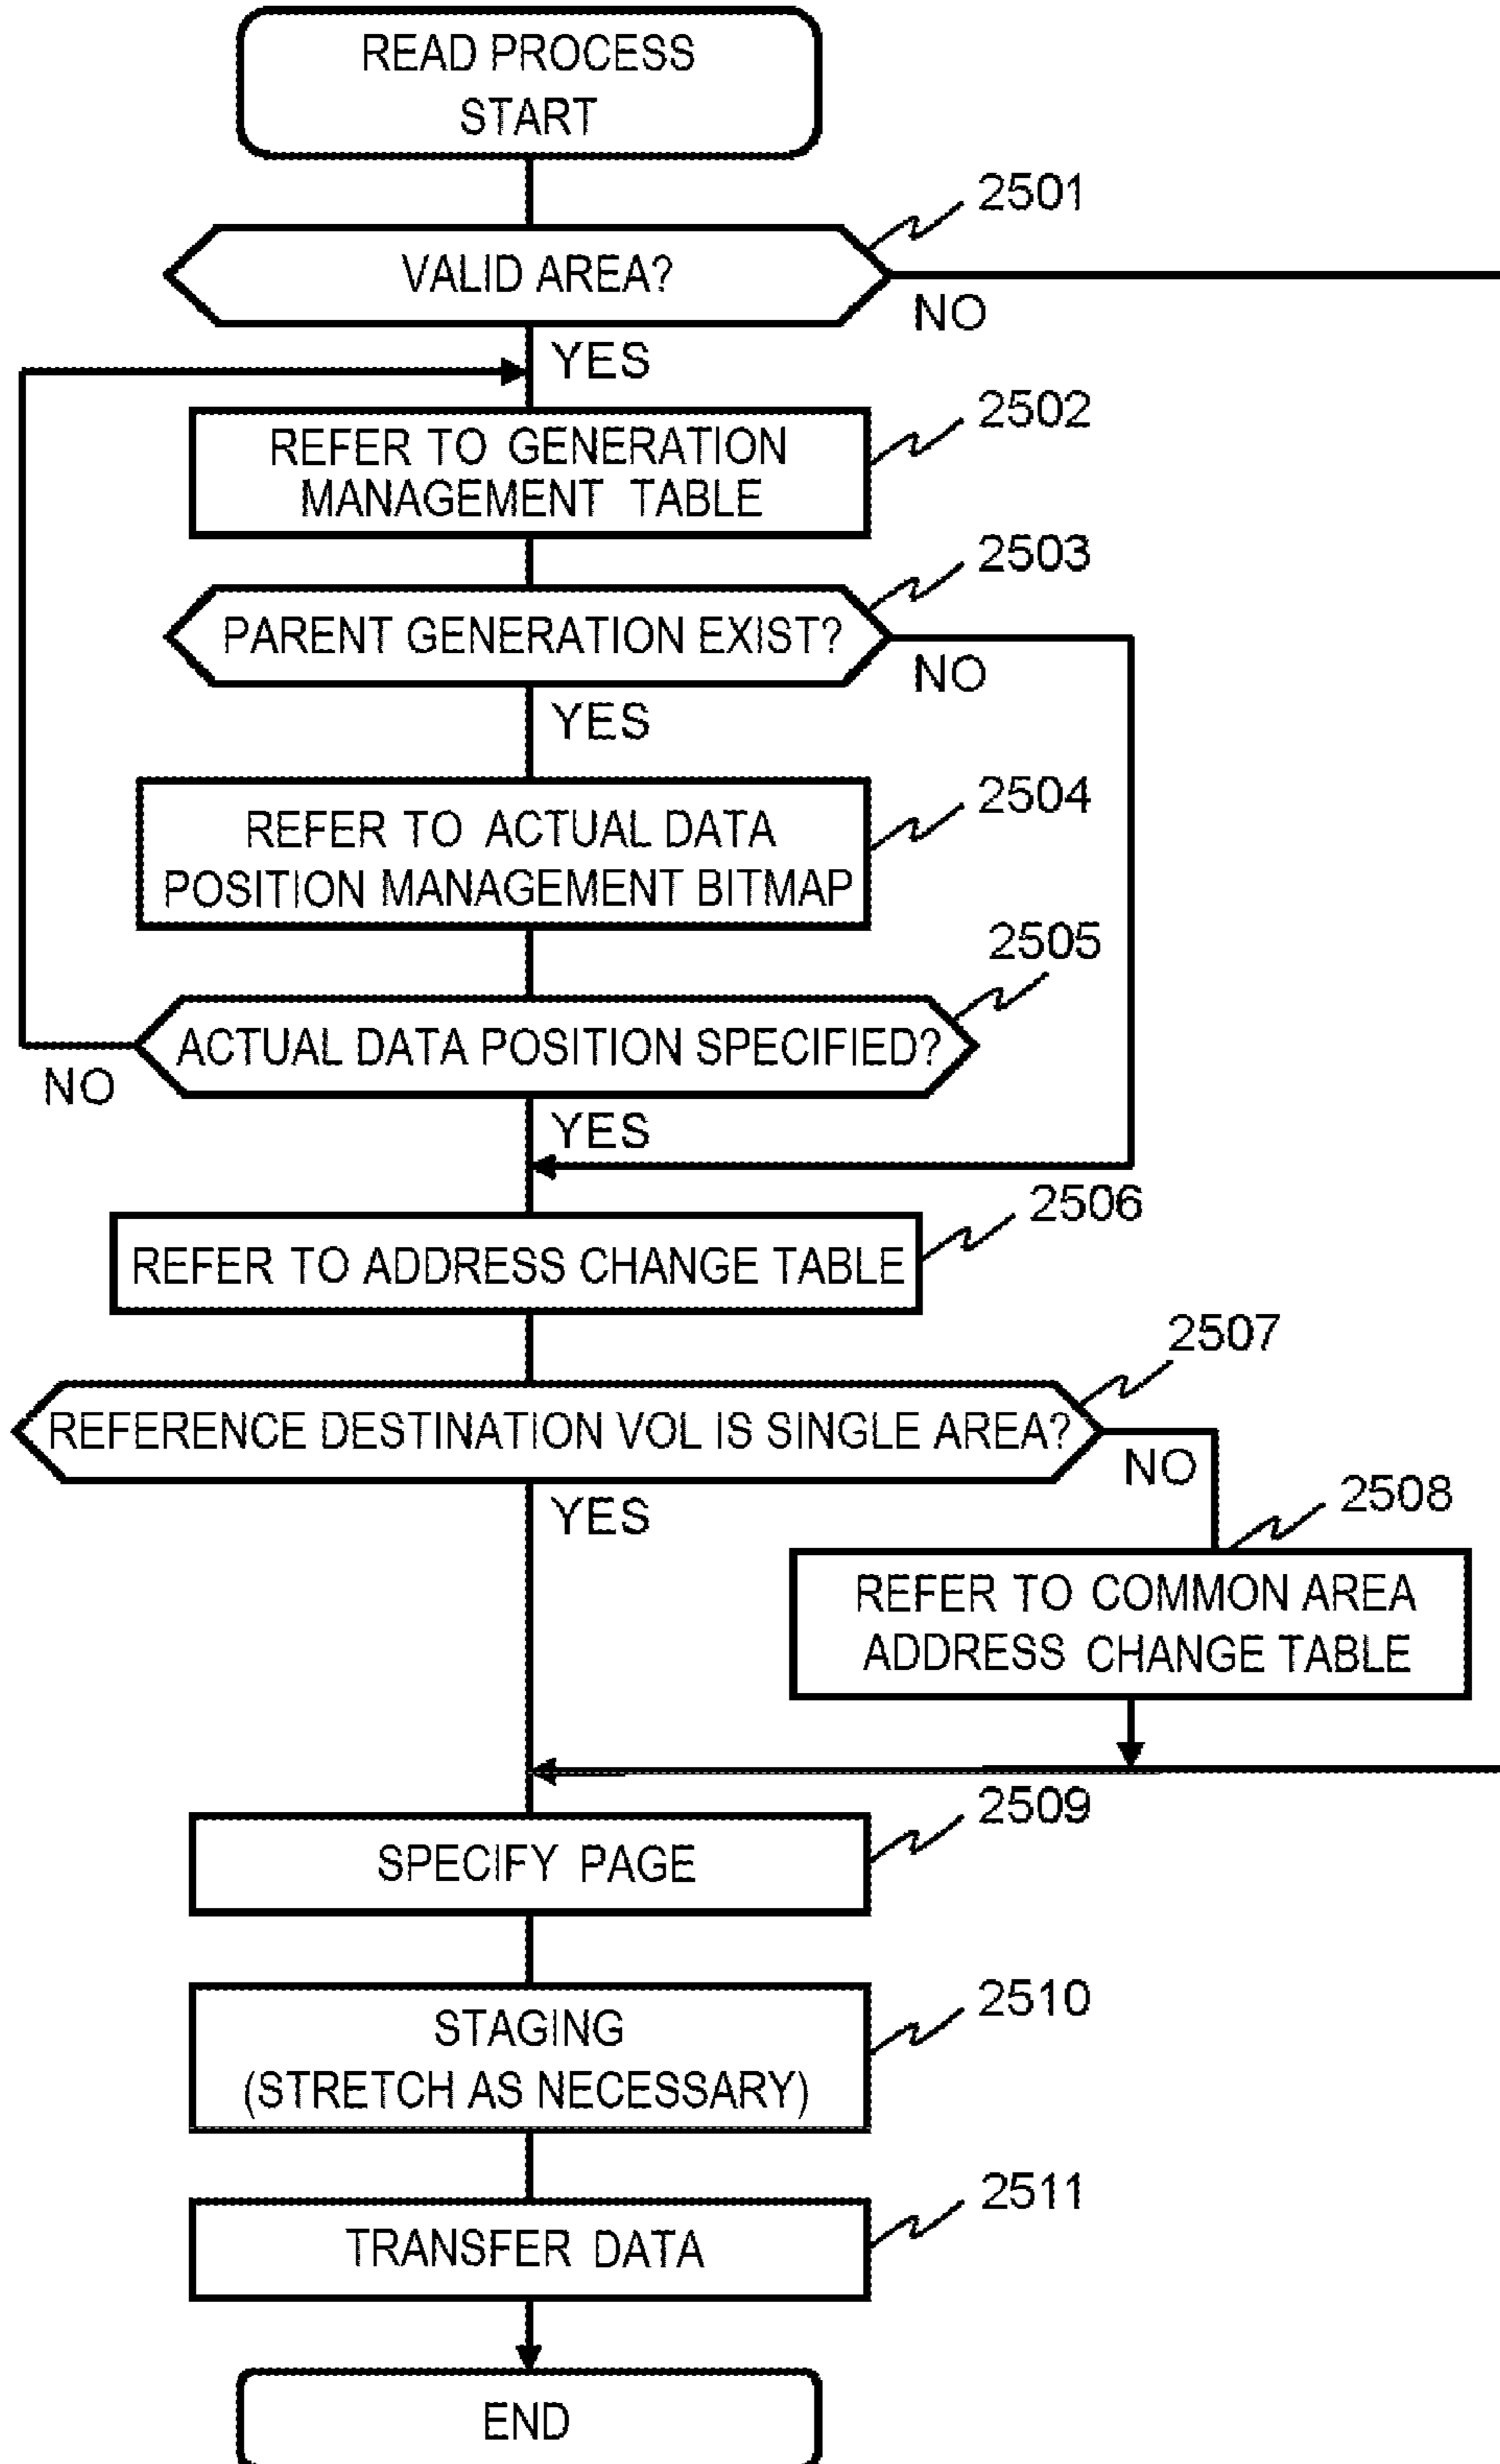 READ PROCESS
START
2501
VALID AREA?
NO
YES
2502
REFER TO GENERATION
MANAGEMENT TABLE
2503
PARENT GENERATION EXIST?
NO
YES
2504
REFER TO ACTUAL DATA
POSITION MANAGEMENT BITMAP
2505
ACTUAL DATA POSITION SPECIFIED?
NO
YES
2506
REFER TO ADDRESS CHANGE TABLE
2507
REFERENCE DESTINATION VOL IS SINGLE AREA?
NO
YES
2508
REFER TO COMMON AREA
ADDRESS CHANGE TABLE
2509
SPECIFY PAGE
2510
STAGING
(STRETCH AS NECESSARY)
2511
TRANSFER DATA
END